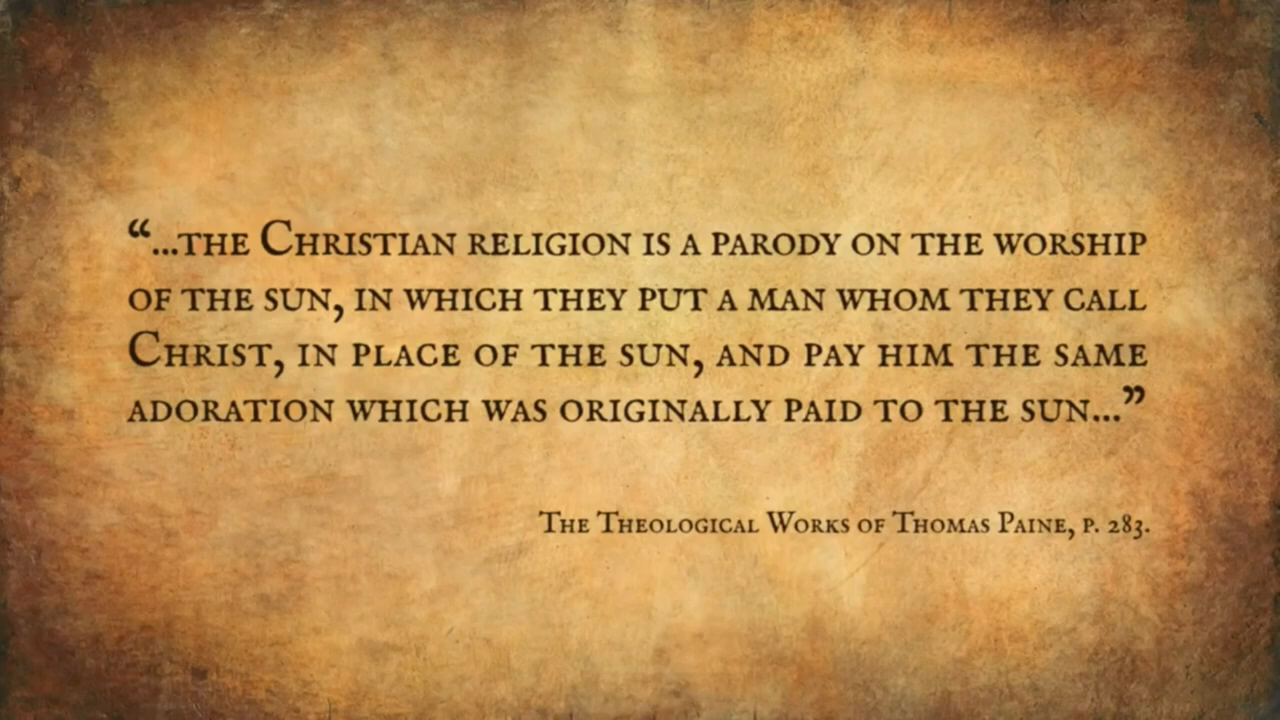 “...the Christian religion is a parody on the worship
of the sun, in which they put a man whom they call
Christ, in place of the sun, and pay him the same
adoration which was originally paid to the sun...”
The Theological Works of Thomas Paine, p. 283.